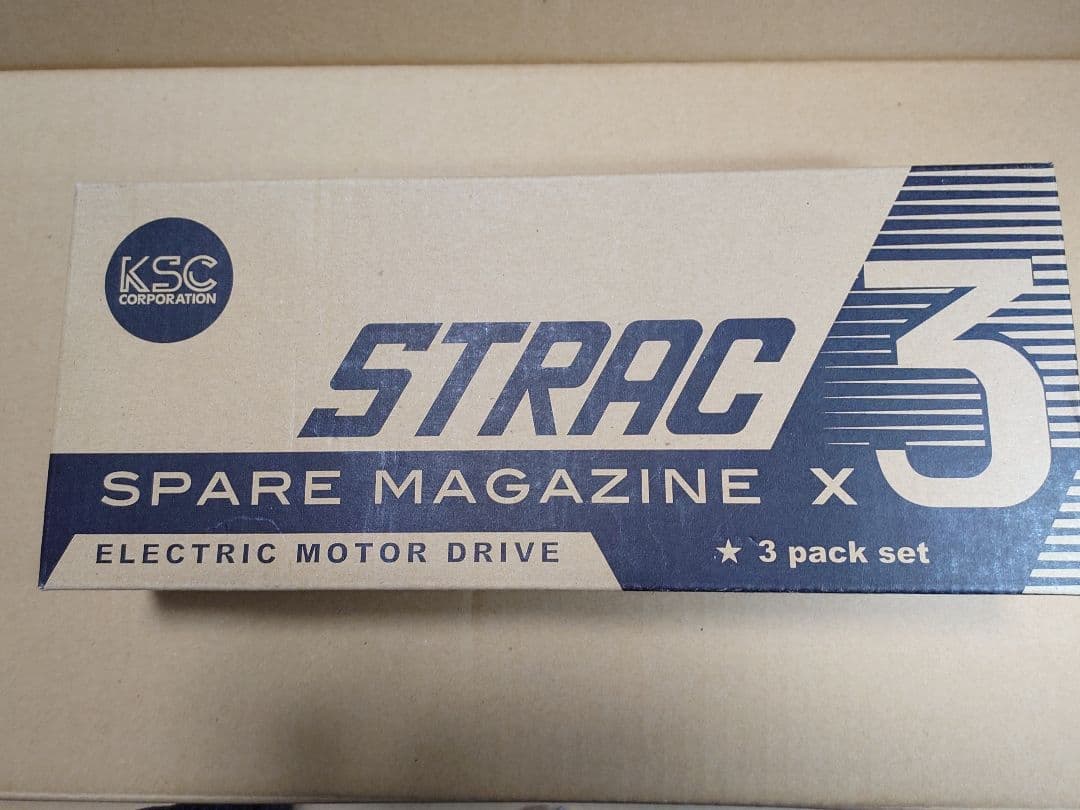 KSC
CORPORATION
STRAC
SPARE MAGAZINE x 3
ELECTRIC MOTOR DRIVE
★ 3 pack set